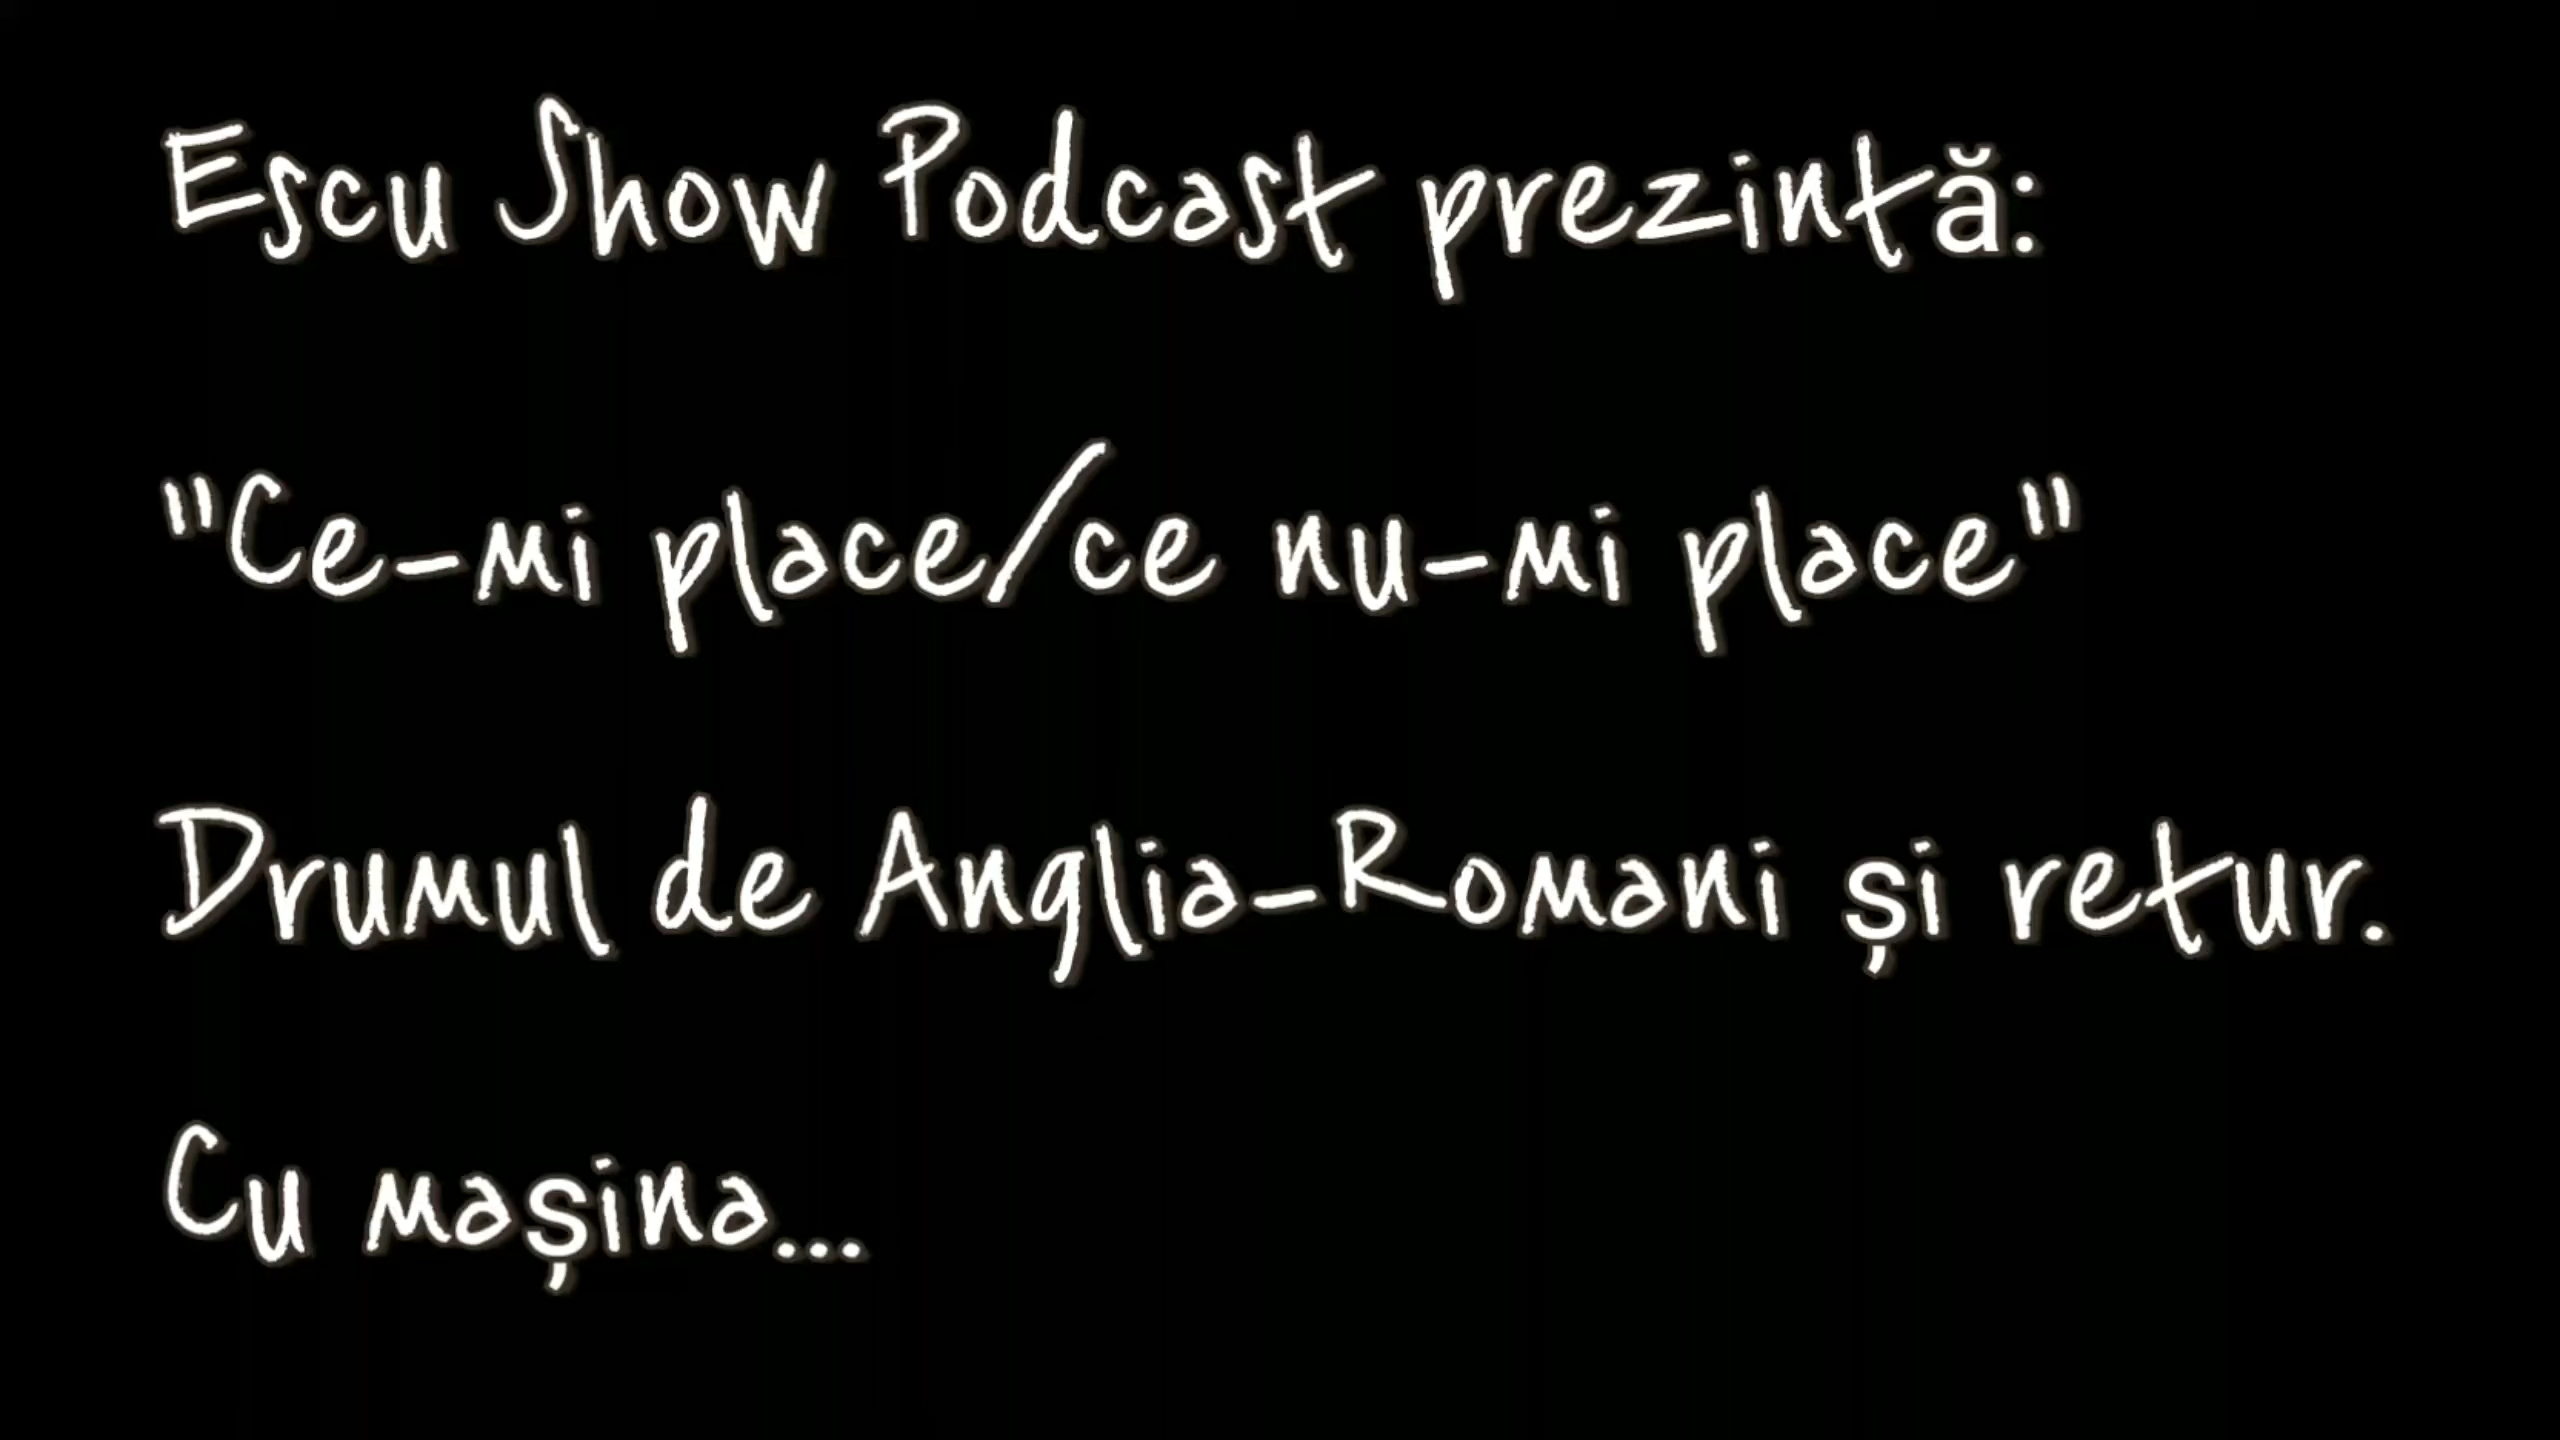 Escu Show Podcast prezintă:
"Ce-mi place/ce nu-mi place"
Drumul de Anglia-Romani și retur.
Cu mașina...